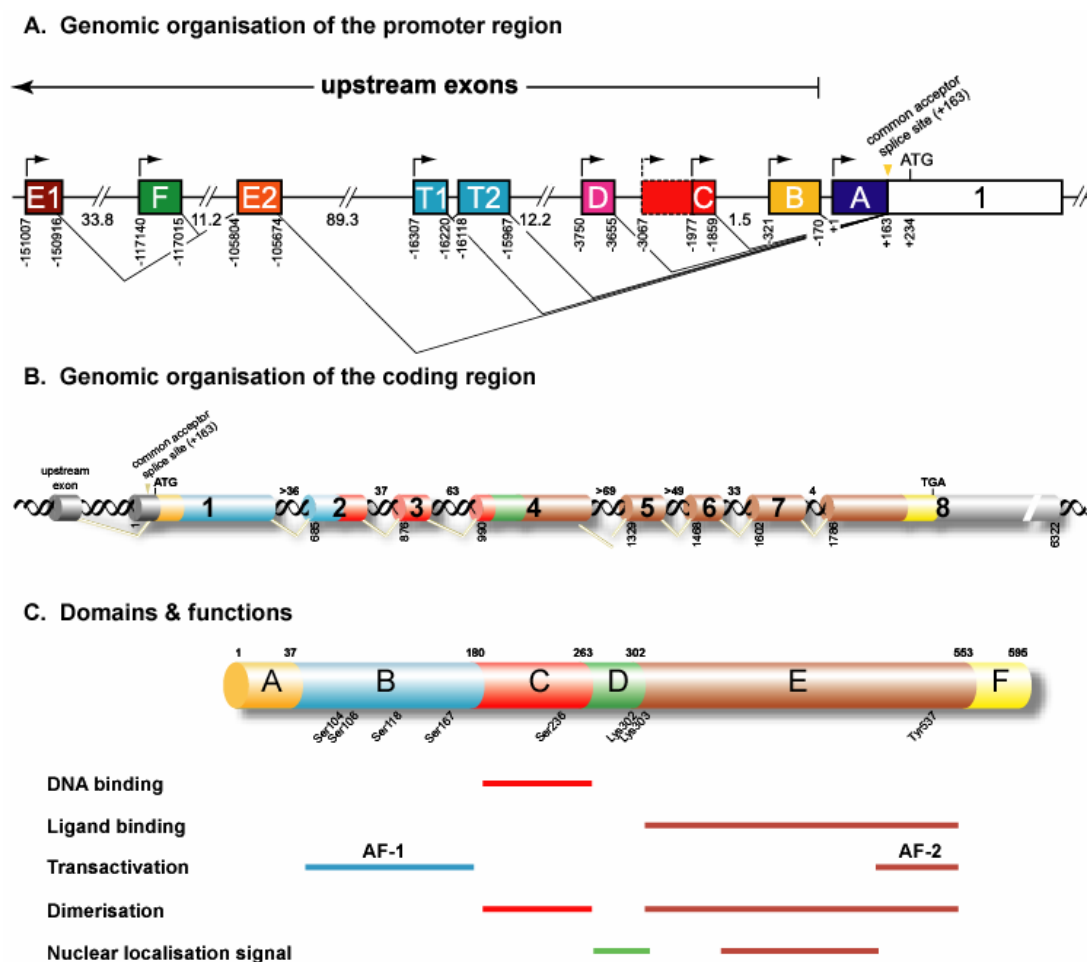 A. Genomic organisation of the promoter region
upstream exons
common acceptor
splice site (+163)
ATG
E1 F E2 T1 T2 D C B A 1
33.8 11.2 89.3 12.2 1.5
-151007 -150916 -117140 -117015 -105804 -105674 -16307 -16220 -16118 -15967 -3750 -3655 -3067 -1977 -1859 -321 -170 +1 +163 +234
B. Genomic organisation of the coding region
common acceptor
splice site (+163)
upstream
exon
ATG >36 37 63 >69 >49 33 4 TGA
1 2 3 4 5 6 7 8
1 685 876 990 1329 1468 1602 1786 6322
C. Domains & functions
1 37 180 263 302 553 595
A B C D E F
Ser104 Ser106 Ser118 Ser167 Ser236 Lys302 Lys303 Tyr537
DNA binding
Ligand binding
AF-1 AF-2
Transactivation
Dimerisation
Nuclear localisation signal